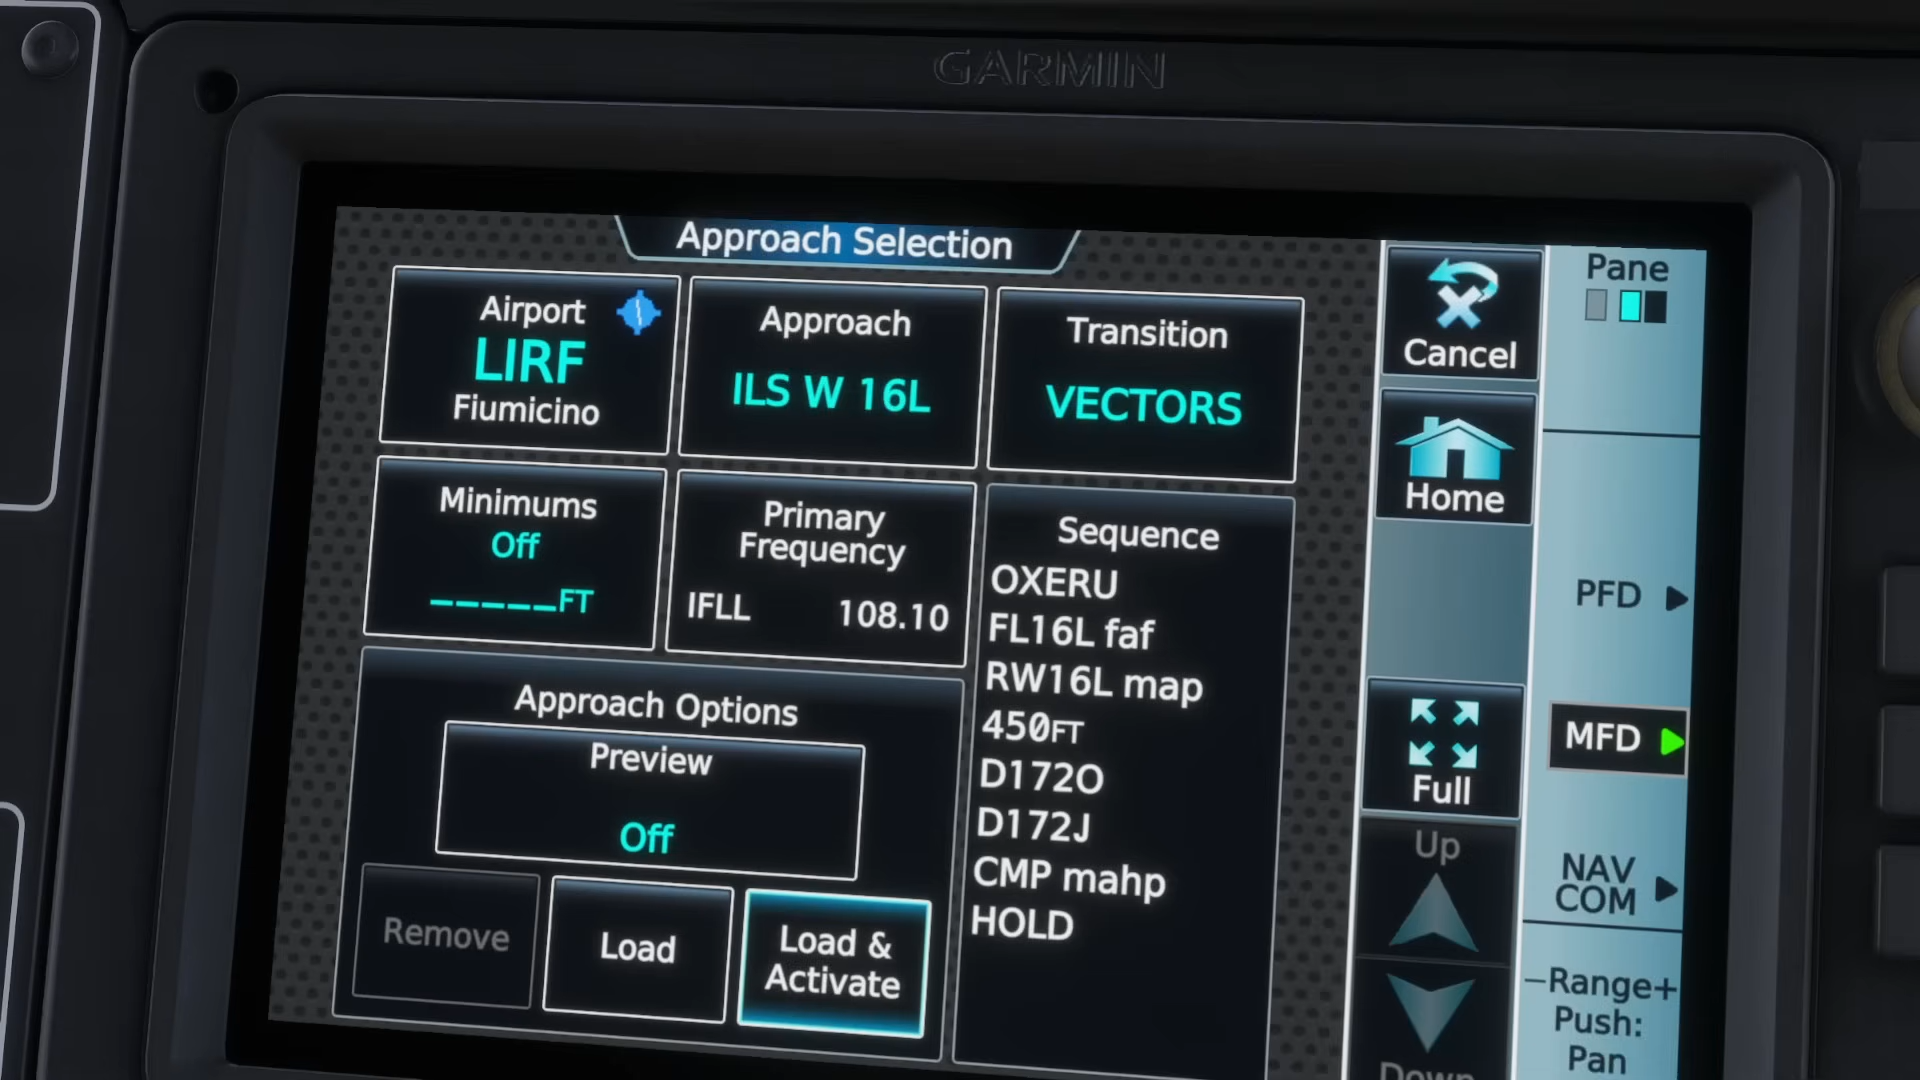 GARMIN
Approach Selection
Airport
LIRF
Fiumicino
Approach
ILS W 16L
Transition
VECTORS
Minimums
Off
_____FT
Primary
Frequency
IFLL 108.10
Sequence
OXERU
FL16L faf
RW16L map
450FT
D172O
D172J
CMP mahp
HOLD
Approach Options
Preview
Off
Remove
Load
Load &
Activate
Cancel
Home
Full
Up
Down
Pane
PFD
MFD
NAV
COM
−Range+
Push:
Pan